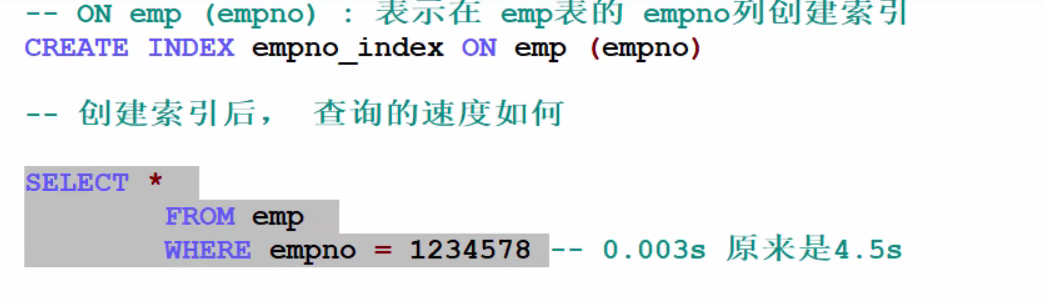 -- ON emp (empno) : 表示在 emp表的 empno列创建索引
CREATE INDEX empno_index ON emp (empno)
-- 创建索引后， 查询的速度如何
SELECT *
FROM emp
WHERE empno = 1234578 -- 0.003s 原来是4.5s